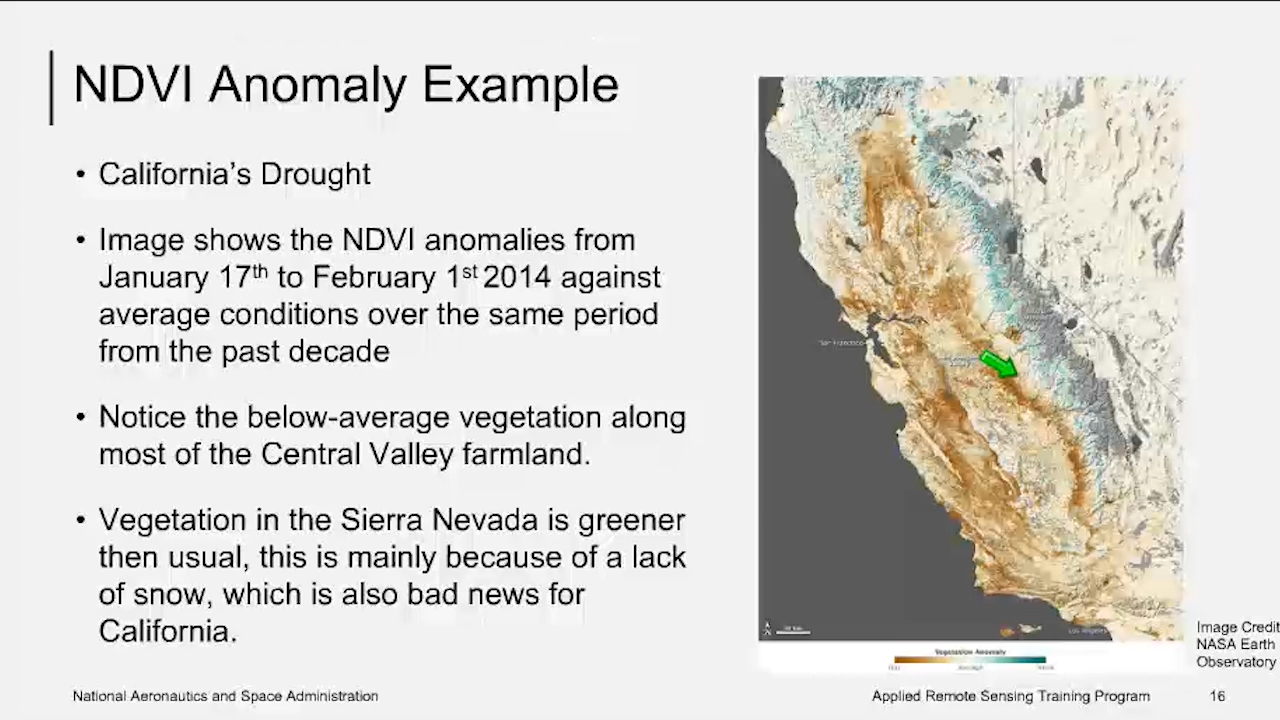 NDVI Anomaly Example
• California's Drought
• Image shows the NDVI anomalies from
January 17th to February 1st 2014 against
average conditions over the same period
from the past decade
• Notice the below-average vegetation along
most of the Central Valley farmland.
• Vegetation in the Sierra Nevada is greener
then usual, this is mainly because of a lack
of snow, which is also bad news for
California.
San Francisco
Los Angeles
Vegetation Anomaly
Image Credit
NASA Earth
Observatory
National Aeronautics and Space Administration
Applied Remote Sensing Training Program
16